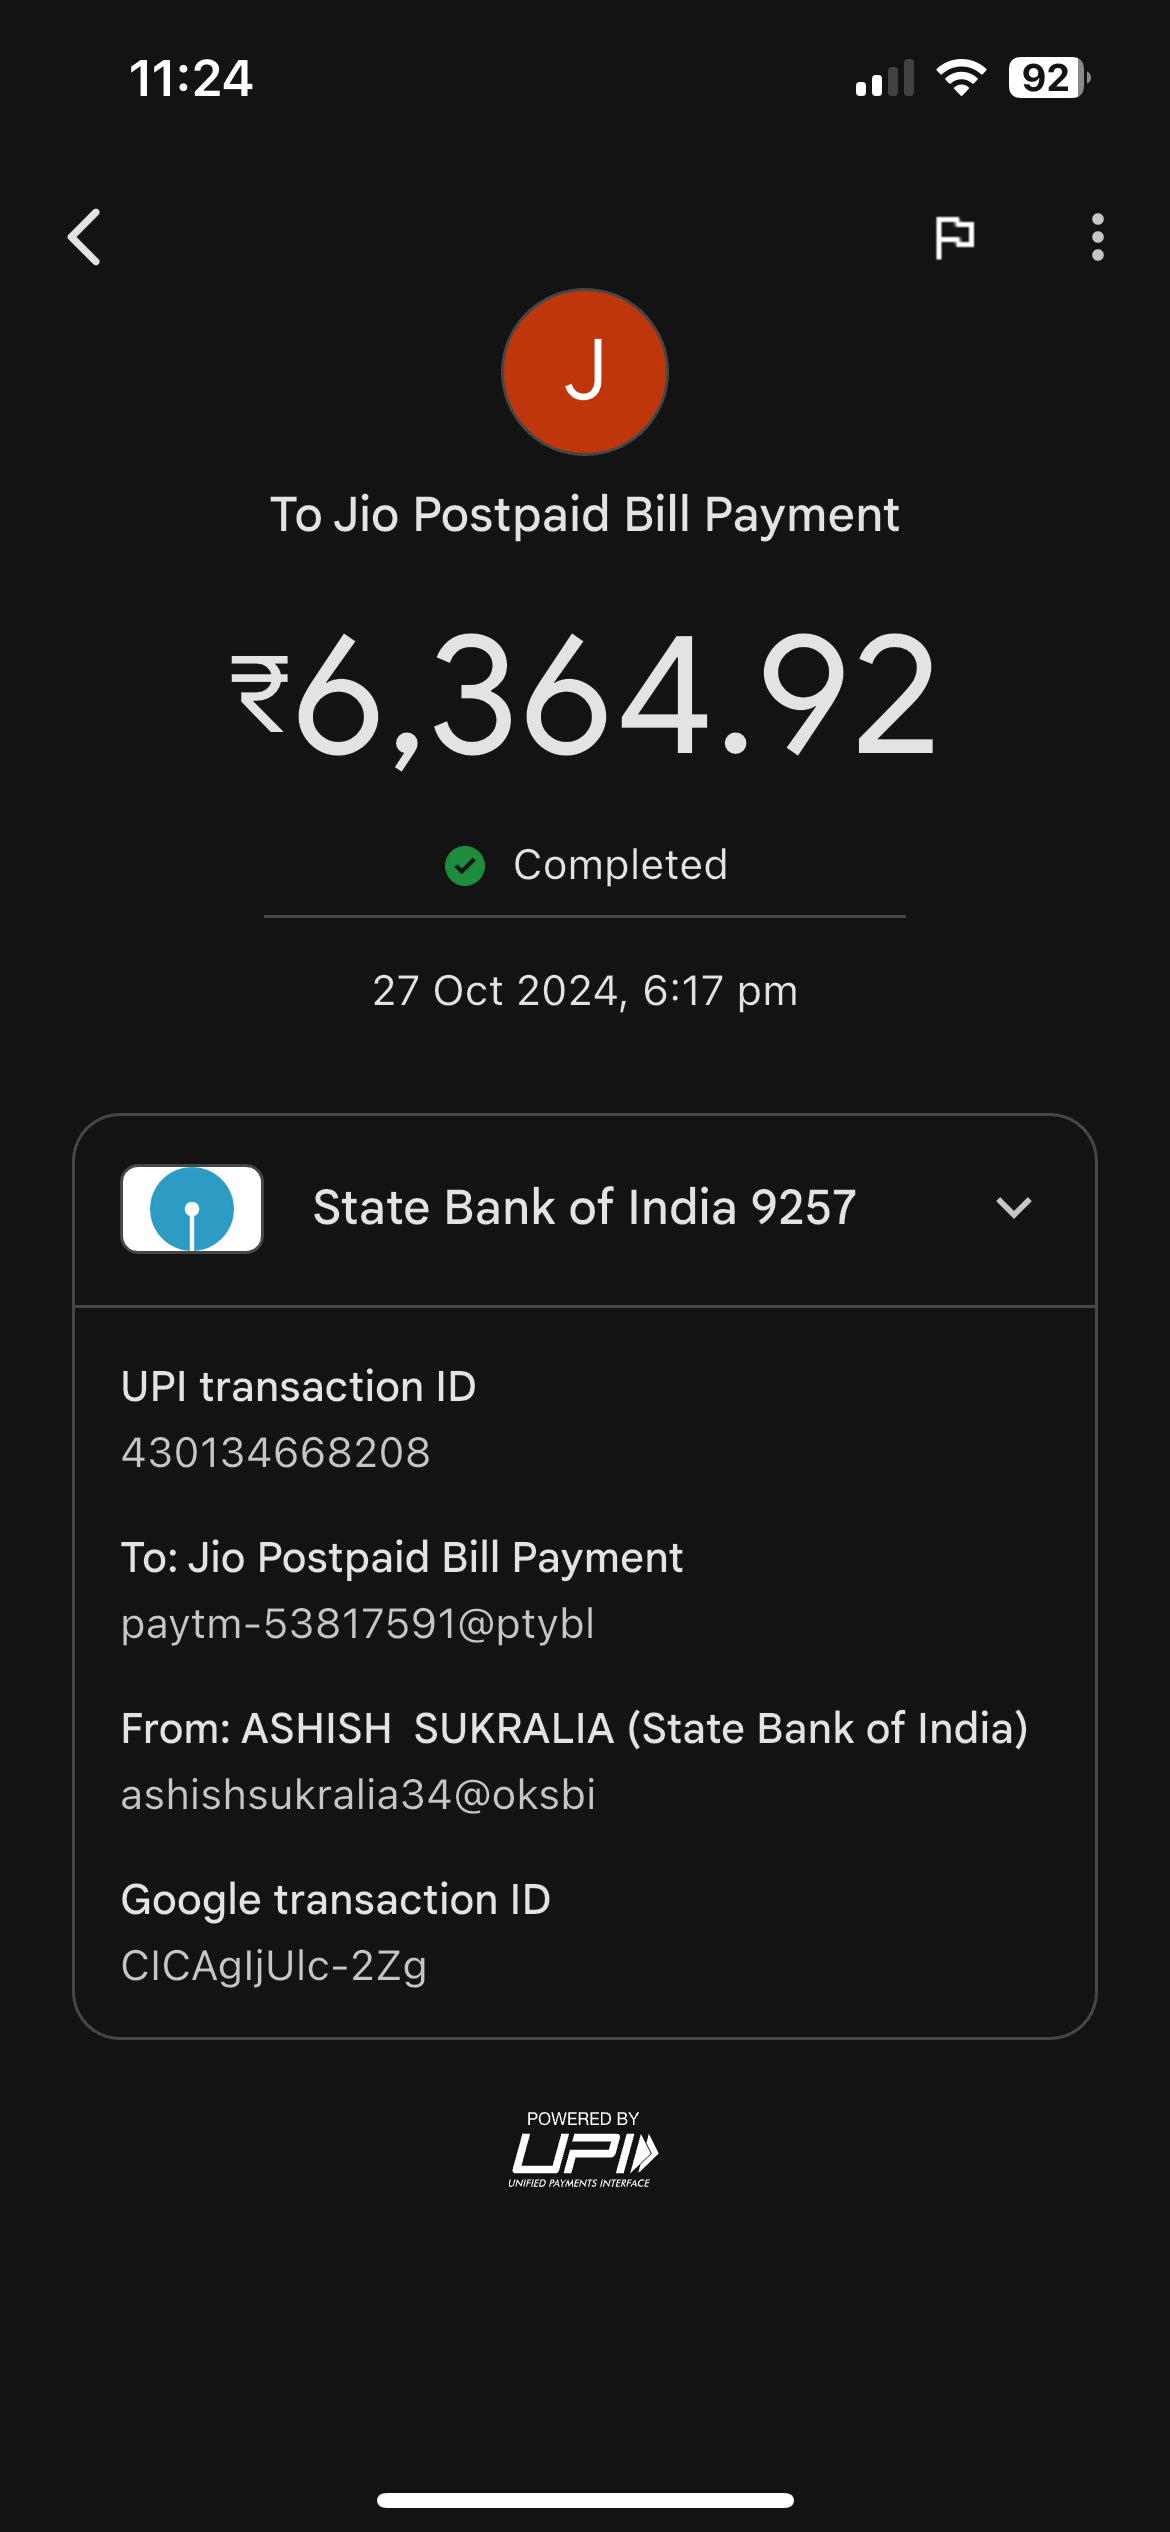 11:24
92
J
To Jio Postpaid Bill Payment
₹6,364.92
Completed
27 Oct 2024, 6:17 pm
State Bank of India 9257
UPI transaction ID
430134668208
To: Jio Postpaid Bill Payment
paytm-53817591@ptybl
From: ASHISH  SUKRALIA (State Bank of India)
ashishsukralia34@oksbi
Google transaction ID
CICAgIjUlc-2Zg
POWERED BY
UPI
UNIFIED PAYMENTS INTERFACE